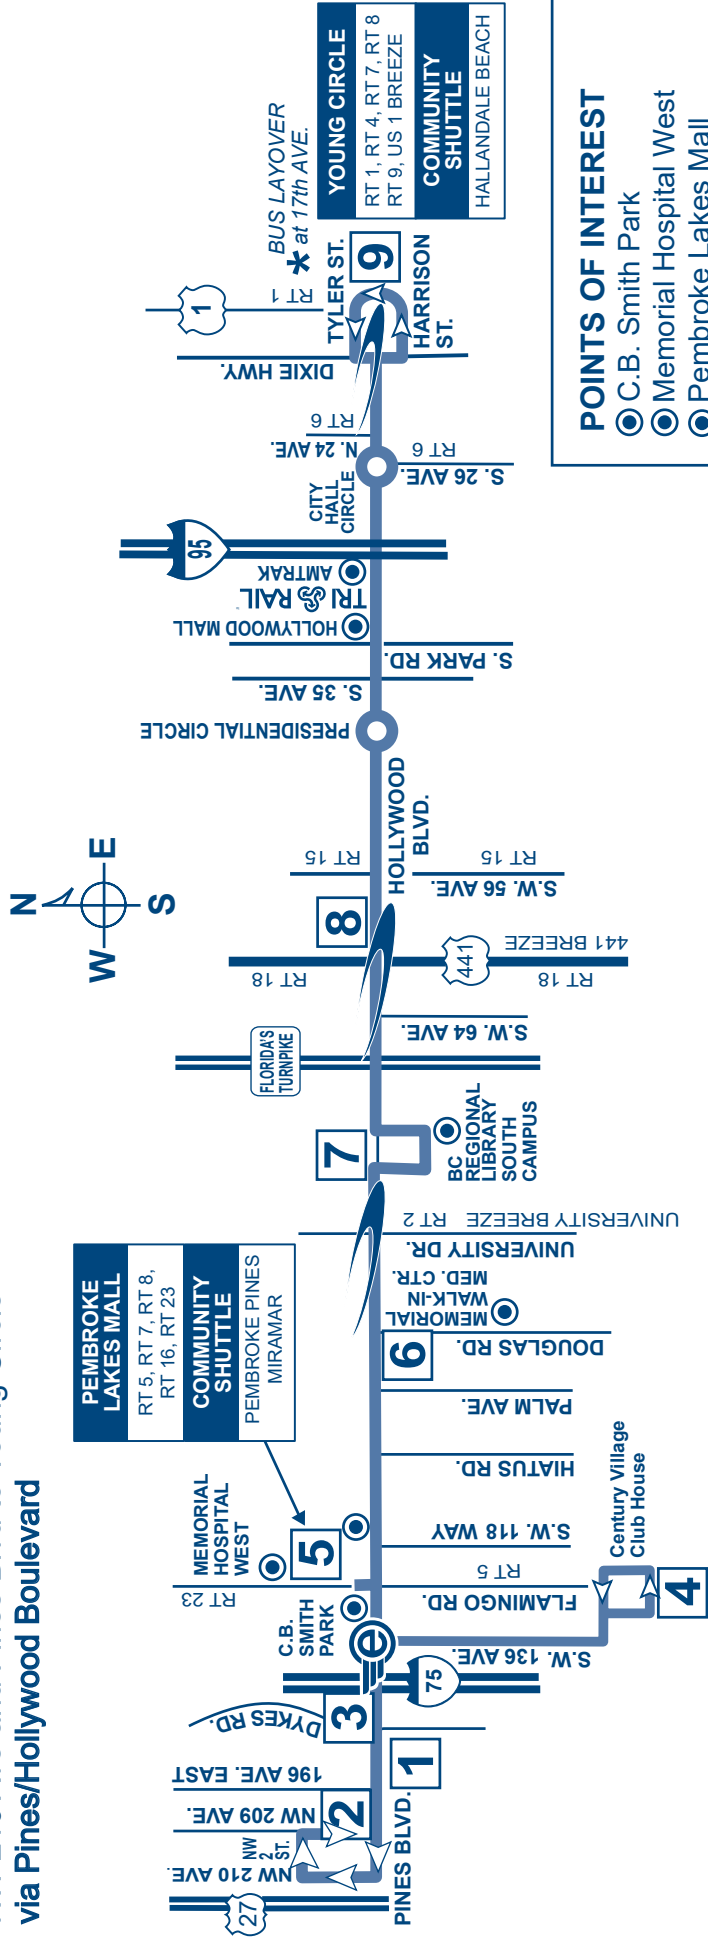 via Pines/Hollywood Boulevard
N
W
E
S
27
PINES BLVD.
NW 210 AVE.
NW
2
ST.
NW 209 AVE.
196 AVE. EAST
1
2
3
DYKES RD.
75
e
C.B.
SMITH
PARK
S.W. 136 AVE.
4
Century Village
Club House
RT 23
FLAMINGO RD.
RT 5
MEMORIAL
HOSPITAL
WEST
5
S.W. 118 WAY
HIATUS RD.
PALM AVE.
PEMBROKE
LAKES MALL
RT 5, RT 7, RT 8,
RT 16, RT 23
COMMUNITY
SHUTTLE
PEMBROKE PINES
MIRAMAR
6
DOUGLAS RD.
MEMORIAL
WALK-IN
MED. CTR.
UNIVERSITY DR.
RT 2
UNIVERSITY BREEZE
7
BC
REGIONAL
LIBRARY
SOUTH
CAMPUS
FLORIDA'S
TURNPIKE
S.W. 64 AVE.
RT 18
441
RT 18
441 BREEZE
8
RT 15
S.W. 56 AVE.
RT 15
HOLLYWOOD
BLVD.
PRESIDENTIAL CIRCLE
S. 35 AVE.
S. PARK RD.
HOLLYWOOD MALL
TRI RAIL
AMTRAK
95
CITY
HALL
CIRCLE
S. 26 AVE.
RT 6
N. 24 AVE.
RT 6
DIXIE HWY.
1
RT 1
TYLER ST.
HARRISON
ST.
9
BUS LAYOVER
* at 17th AVE.
YOUNG CIRCLE
RT 1, RT 4, RT 7, RT 8
RT 9, US 1 BREEZE
COMMUNITY
SHUTTLE
HALLANDALE BEACH
POINTS OF INTEREST
C.B. Smith Park
Memorial Hospital West
Pembroke Lakes Mall